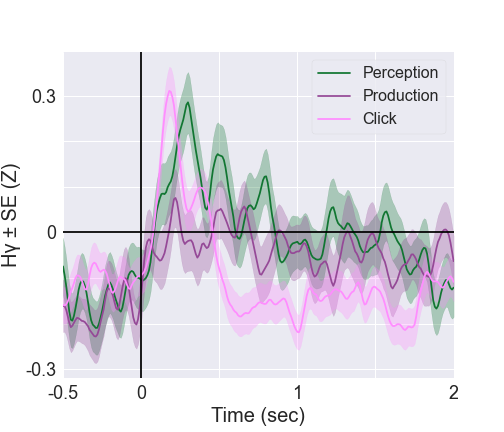 Perception
Production
Click
Hγ ± SE (Z)
0.3
0
-0.3
-0.5 0 1 2
Time (sec)